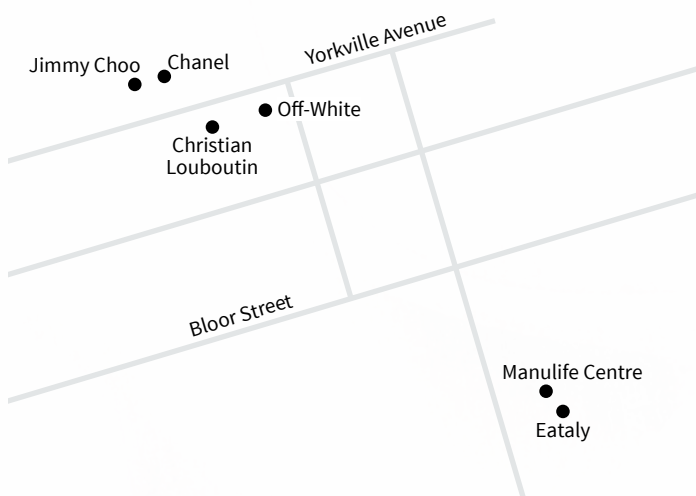 Yorkville Avenue
Jimmy Choo
Chanel
Off-White
Christian
Louboutin
Bloor Street
Manulife Centre
Eataly